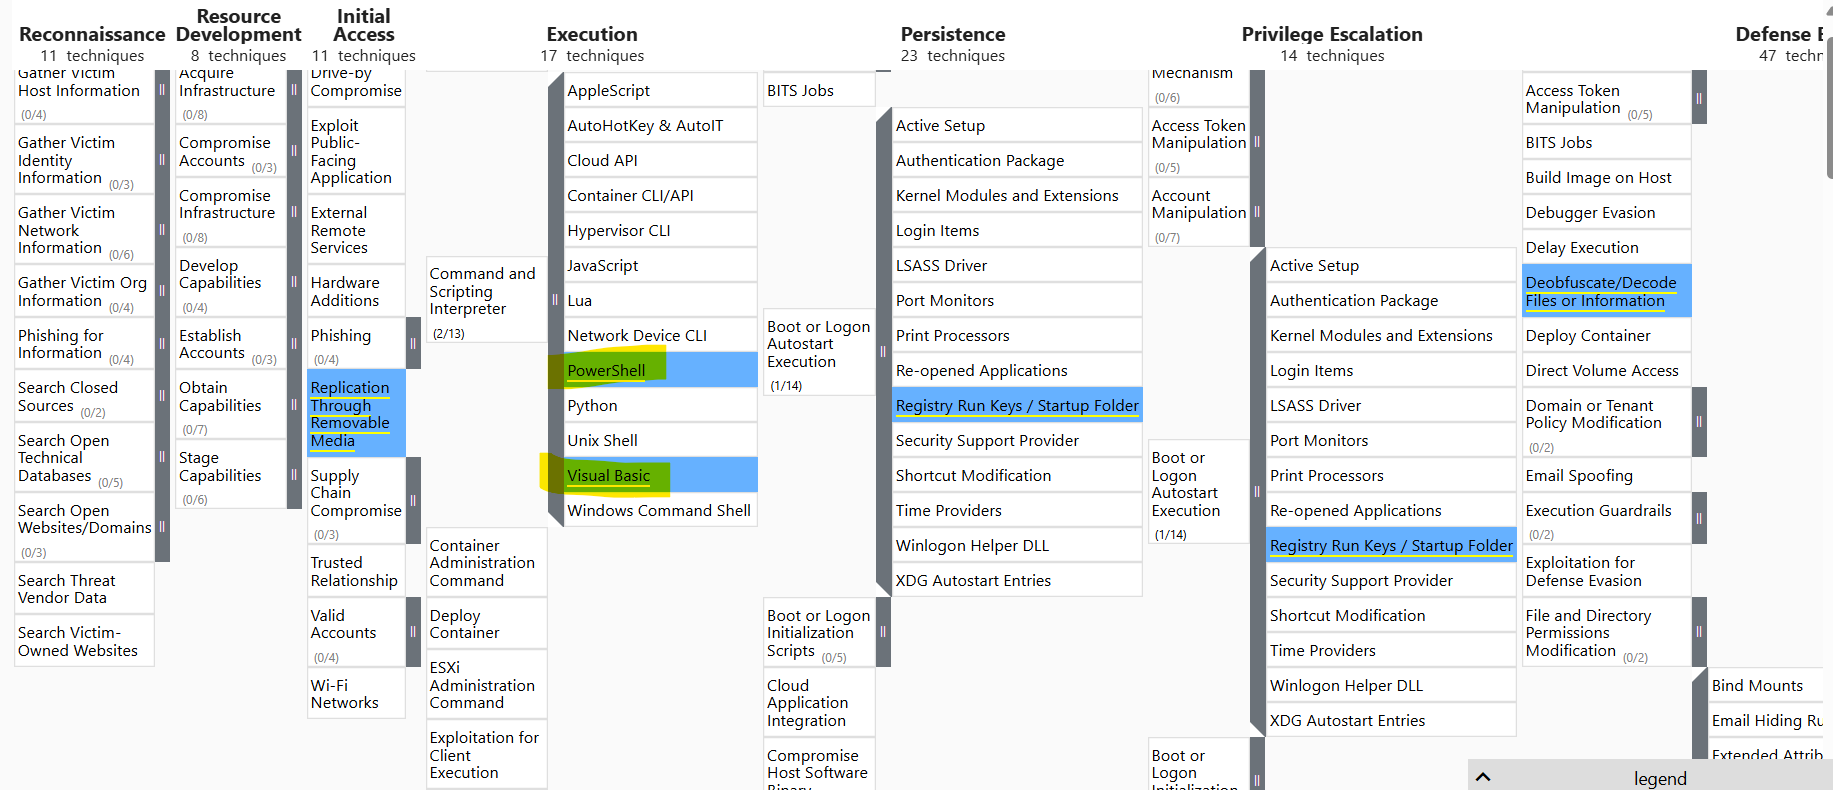 Reconnaissance
11 techniques
Gather Victim
Host Information
(0/4)
Gather Victim
Identity
Information (0/3)
Gather Victim
Network
Information (0/6)
Gather Victim Org
Information (0/4)
Phishing for
Information (0/4)
Search Closed
Sources (0/2)
Search Open
Technical
Databases (0/5)
Search Open
Websites/Domains
(0/3)
Search Threat
Vendor Data
Search Victim-
Owned Websites
Resource
Development
8 techniques
Acquire
Infrastructure
(0/8)
Compromise
Accounts (0/3)
Compromise
Infrastructure
(0/8)
Develop
Capabilities
(0/4)
Establish
Accounts (0/3)
Obtain
Capabilities
(0/7)
Stage
Capabilities
(0/6)
Initial
Access
11 techniques
Drive-by
Compromise
Exploit
Public-
Facing
Application
External
Remote
Services
Hardware
Additions
Phishing
(0/4)
Replication
Through
Removable
Media
Supply
Chain
Compromise
(0/3)
Trusted
Relationship
Valid
Accounts
(0/4)
Wi-Fi
Networks
Execution
17 techniques
Command and
Scripting
Interpreter
(2/13)
AppleScript
AutoHotKey & AutoIT
Cloud API
Container CLI/API
Hypervisor CLI
JavaScript
Lua
Network Device CLI
PowerShell
Python
Unix Shell
Visual Basic
Windows Command Shell
Container
Administration
Command
Deploy
Container
ESXi
Administration
Command
Exploitation for
Client
Execution
Persistence
23 techniques
BITS Jobs
Boot or Logon
Autostart
Execution
(1/14)
Active Setup
Authentication Package
Kernel Modules and Extensions
Login Items
LSASS Driver
Port Monitors
Print Processors
Re-opened Applications
Registry Run Keys / Startup Folder
Security Support Provider
Shortcut Modification
Time Providers
Winlogon Helper DLL
XDG Autostart Entries
Boot or Logon
Initialization
Scripts (0/5)
Cloud
Application
Integration
Compromise
Host Software
Binary
Privilege Escalation
14 techniques
Mechanism
(0/6)
Access Token
Manipulation
(0/5)
Account
Manipulation
(0/7)
Boot or
Logon
Autostart
Execution
(1/14)
Active Setup
Authentication Package
Kernel Modules and Extensions
Login Items
LSASS Driver
Port Monitors
Print Processors
Re-opened Applications
Registry Run Keys / Startup Folder
Security Support Provider
Shortcut Modification
Time Providers
Winlogon Helper DLL
XDG Autostart Entries
Boot or
Logon
Initialization
Defense E
47 techn
Access Token
Manipulation (0/5)
BITS Jobs
Build Image on Host
Debugger Evasion
Delay Execution
Deobfuscate/Decode
Files or Information
Deploy Container
Direct Volume Access
Domain or Tenant
Policy Modification
(0/2)
Email Spoofing
Execution Guardrails
(0/2)
Exploitation for
Defense Evasion
File and Directory
Permissions
Modification (0/2)
Bind Mounts
Email Hiding Ru
Extended Attrib
legend